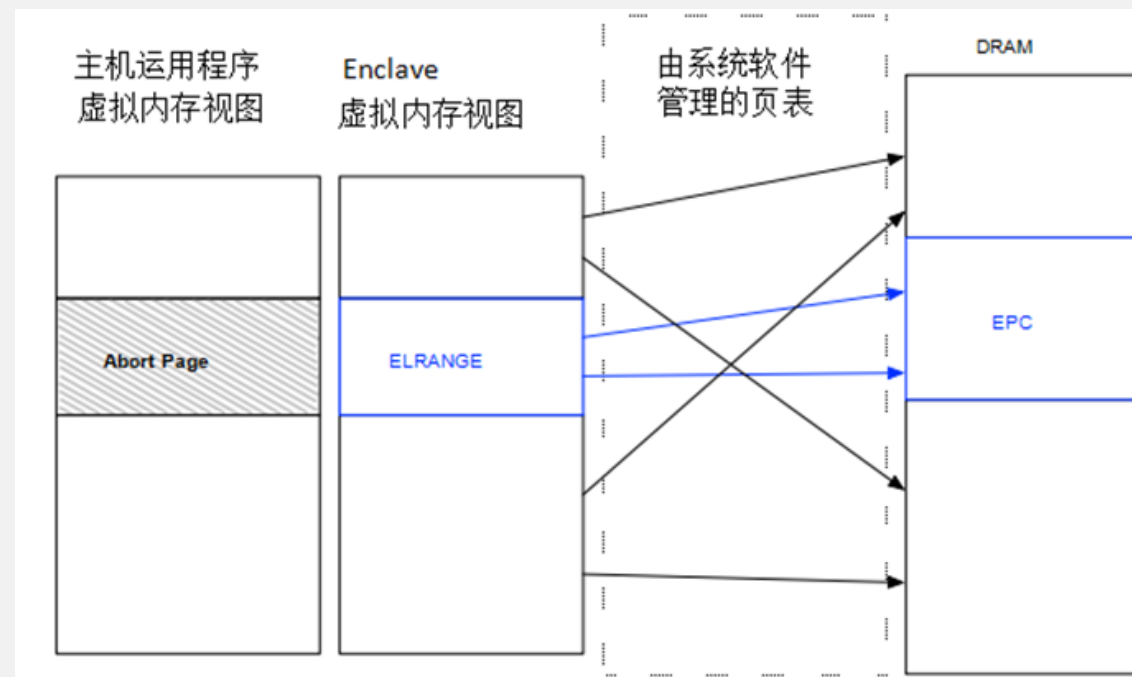 主机运用程序
虚拟内存视图
Enclave
虚拟内存视图
由系统软件
管理的页表
DRAM
Abort Page
ELRANGE
EPC